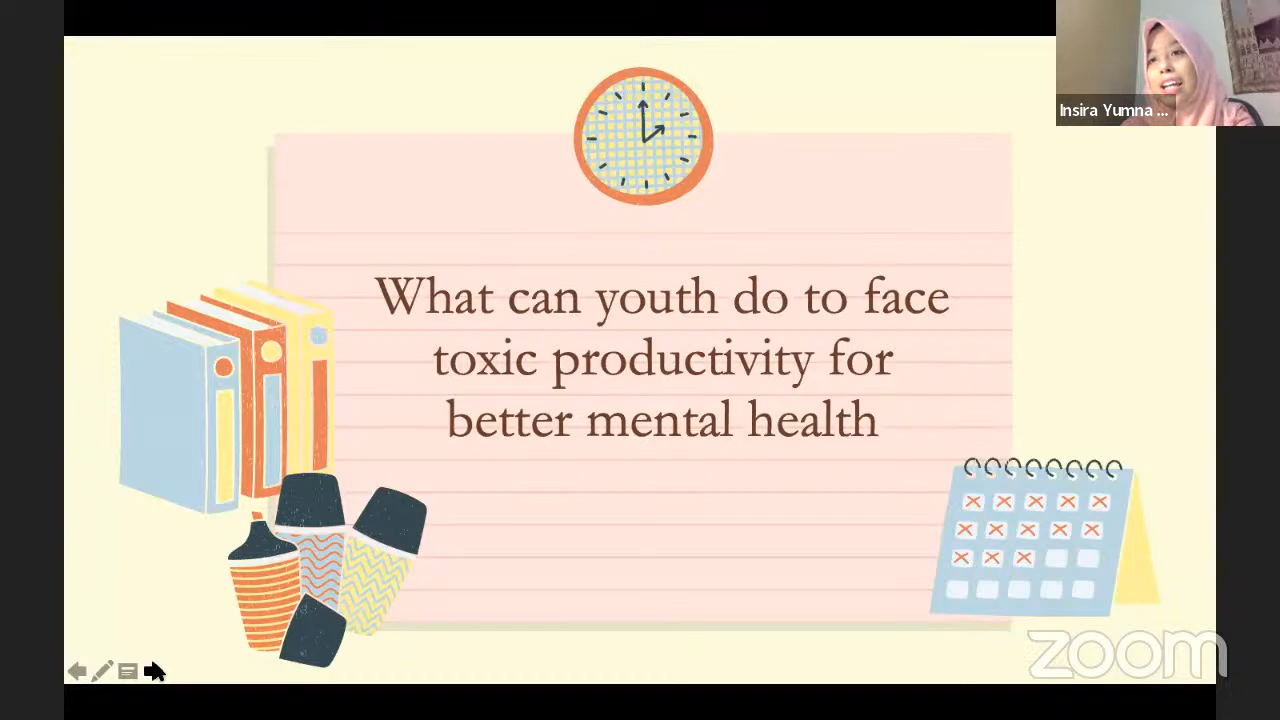 Insira Yumna ...
What can youth do to face
toxic productivity for
better mental health
zoom